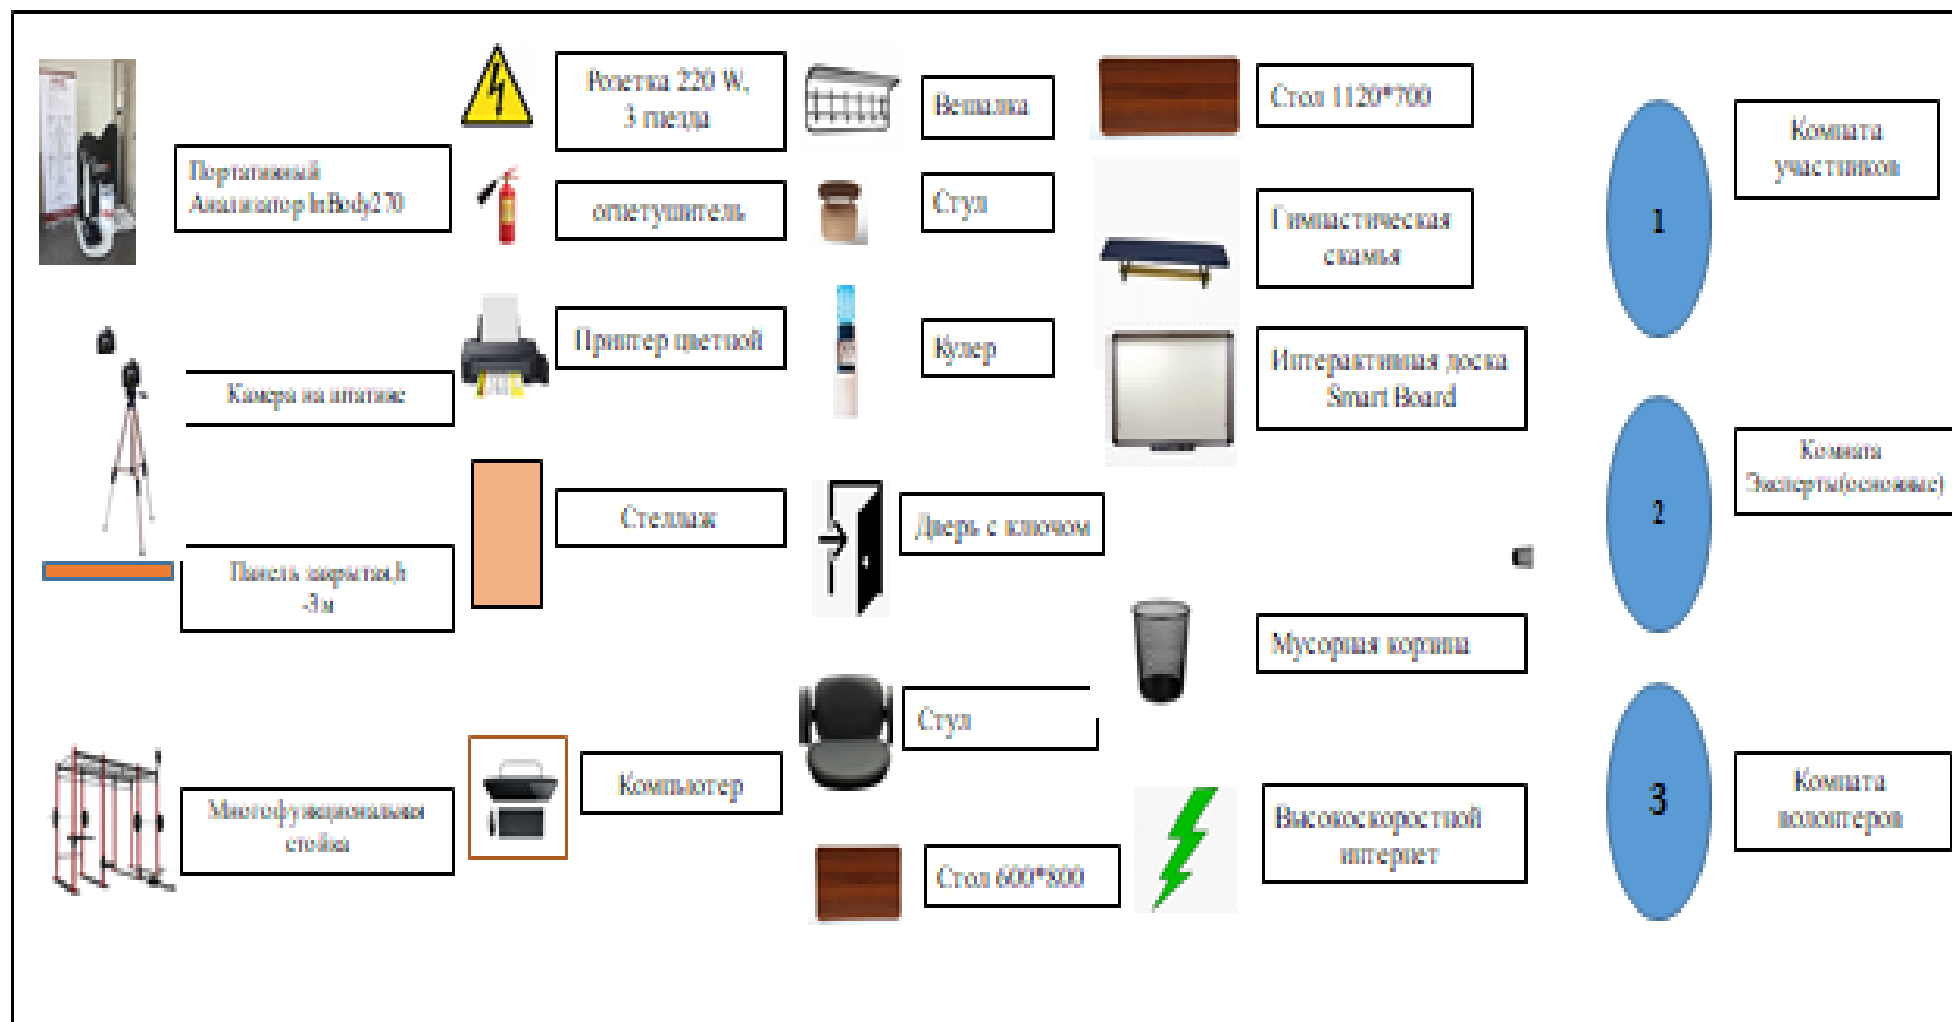 Портативный
Анализатор InBody270
Камера на штативе
Панель закрытая,h
-3м
Многофункциональная
стойка
Розетка 220 W,
3 гнезда
огнетушитель
Принтер цветной
Стеллаж
Компьютер
Вешалка
Стул
Кулер
Дверь с ключом
Стул
Стол 600*800
Стол 1120*700
Гимнастическая
скамья
Интерактивная доска
Smart Board
Мусорная корзина
Высокоскоростной
интернет
1
Комната
участников
2
Комната
Эксперты(основные)
3
Комната
волонтеров